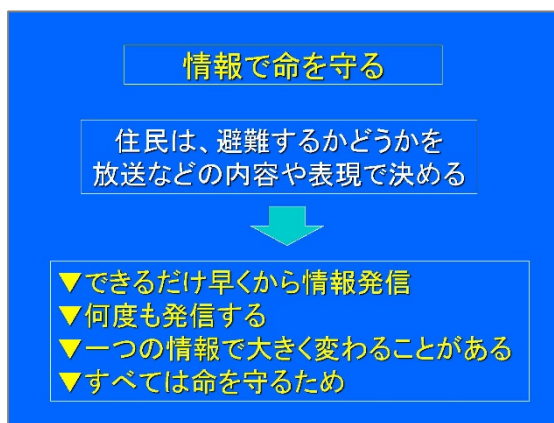 情報で命を守る
住民は、避難するかどうかを
放送などの内容や表現で決める
▼できるだけ早くから情報発信
▼何度も発信する
▼一つの情報で大きく変わることがある
▼すべては命を守るため